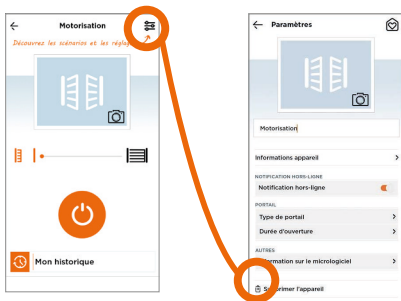 Motorisation
Découvrez les scénarios et les réglages
Mon historique
Paramètres
Motorisation
Informations appareil
NOTIFICATION HORS-LIGNE
Notification hors-ligne
PORTAIL
Type de portail
Durée d'ouverture
AUTRES
Information sur le micrologiciel
Supprimer l'appareil